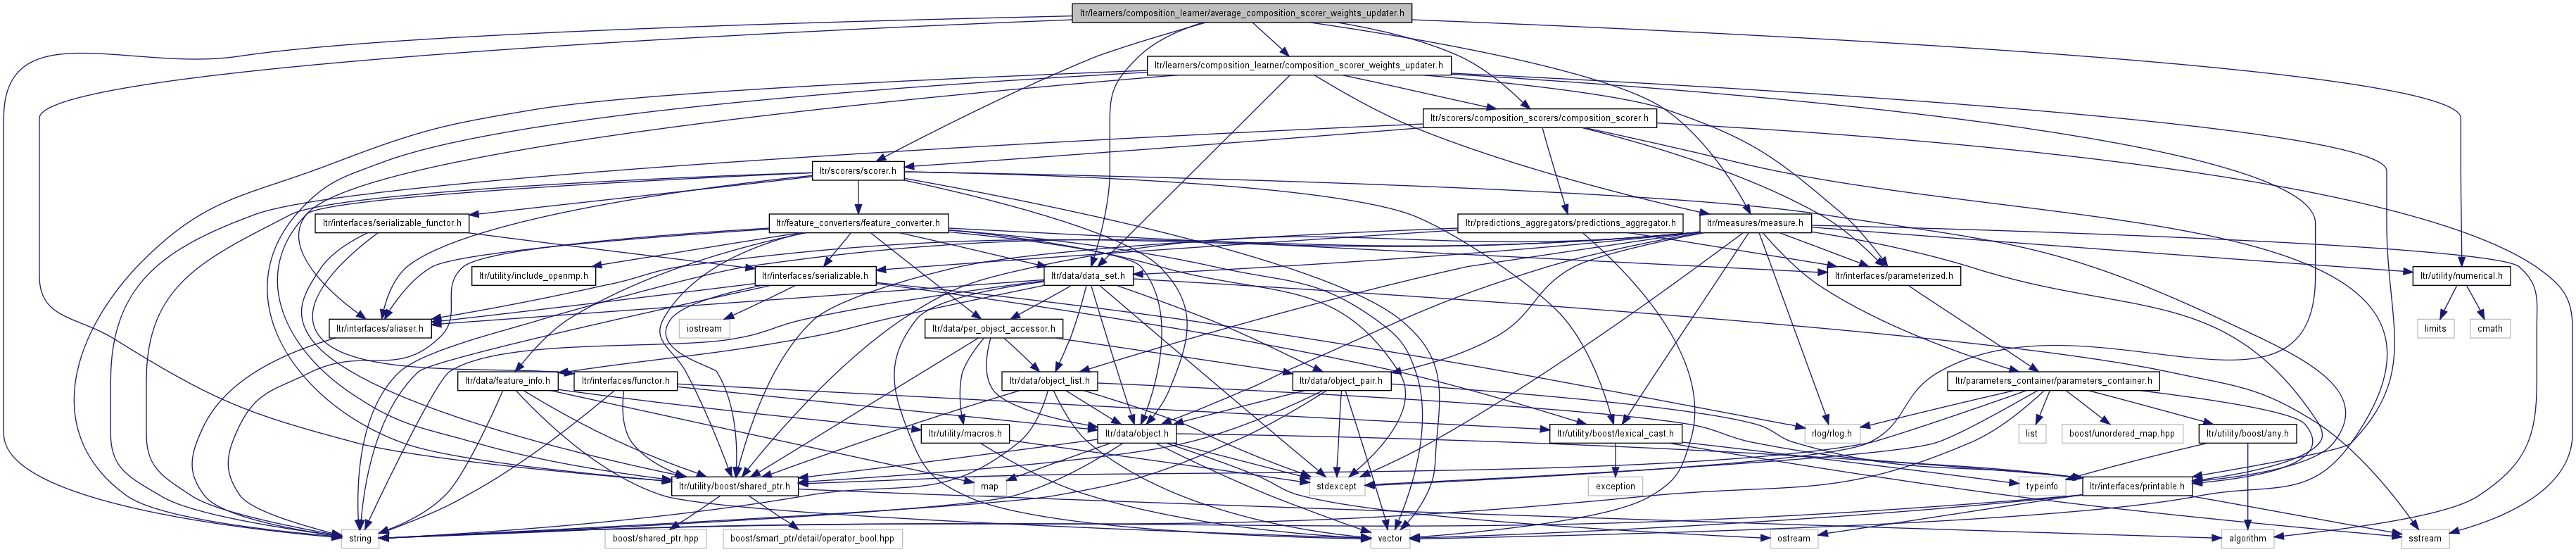 ltr/learners/composition_learner/average_composition_scorer_weights_updater.h
ltr/learners/composition_learner/composition_scorer_weights_updater.h
ltr/scorers/composition_scorers/composition_scorer.h
ltr/scorers/scorer.h
ltr/interfaces/serializable_functor.h
ltr/feature_converters/feature_converter.h
ltr/predictions_aggregators/predictions_aggregator.h
ltr/measures/measure.h
ltr/utility/include_openmp.h
ltr/interfaces/serializable.h
ltr/data/data_set.h
ltr/interfaces/parameterized.h
ltr/utility/numerical.h
ltr/interfaces/aliaser.h
iostream
ltr/data/per_object_accessor.h
limits
cmath
ltr/data/feature_info.h
ltr/interfaces/functor.h
ltr/data/object_list.h
ltr/data/object_pair.h
ltr/parameters_container/parameters_container.h
ltr/utility/macros.h
ltr/data/object.h
ltr/utility/boost/lexical_cast.h
rlog/rlog.h
list
boost/unordered_map.hpp
ltr/utility/boost/any.h
ltr/utility/boost/shared_ptr.h
map
stdexcept
exception
typeinfo
ltr/interfaces/printable.h
string
boost/shared_ptr.hpp
boost/smart_ptr/detail/operator_bool.hpp
vector
ostream
algorithm
sstream